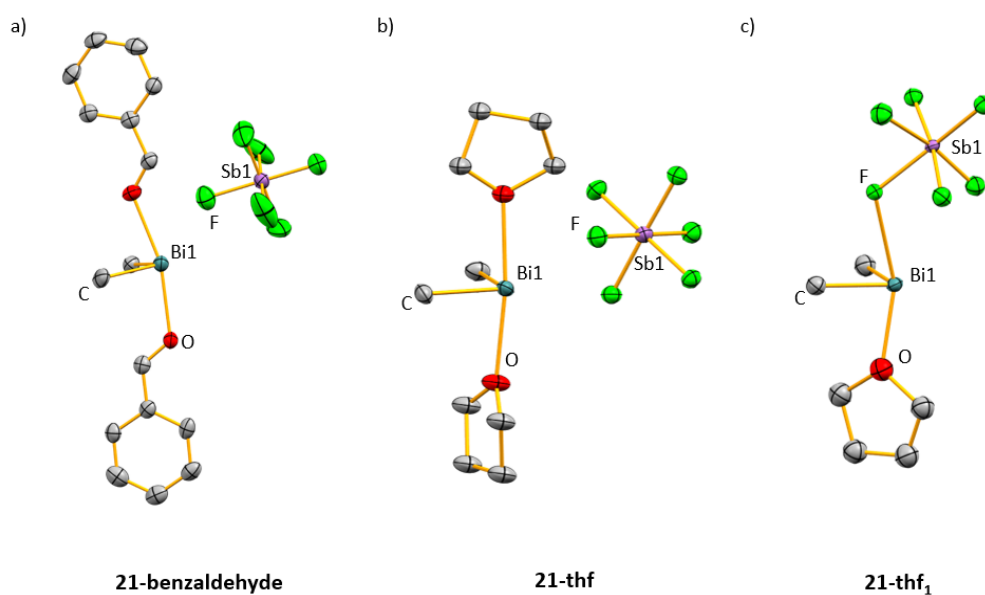 a)
Sb1
F
Bi1
C
O
21-benzaldehyde
b)
F
Sb1
Bi1
C
O
21-thf
c)
Sb1
F
Bi1
C
O
21-thf₁